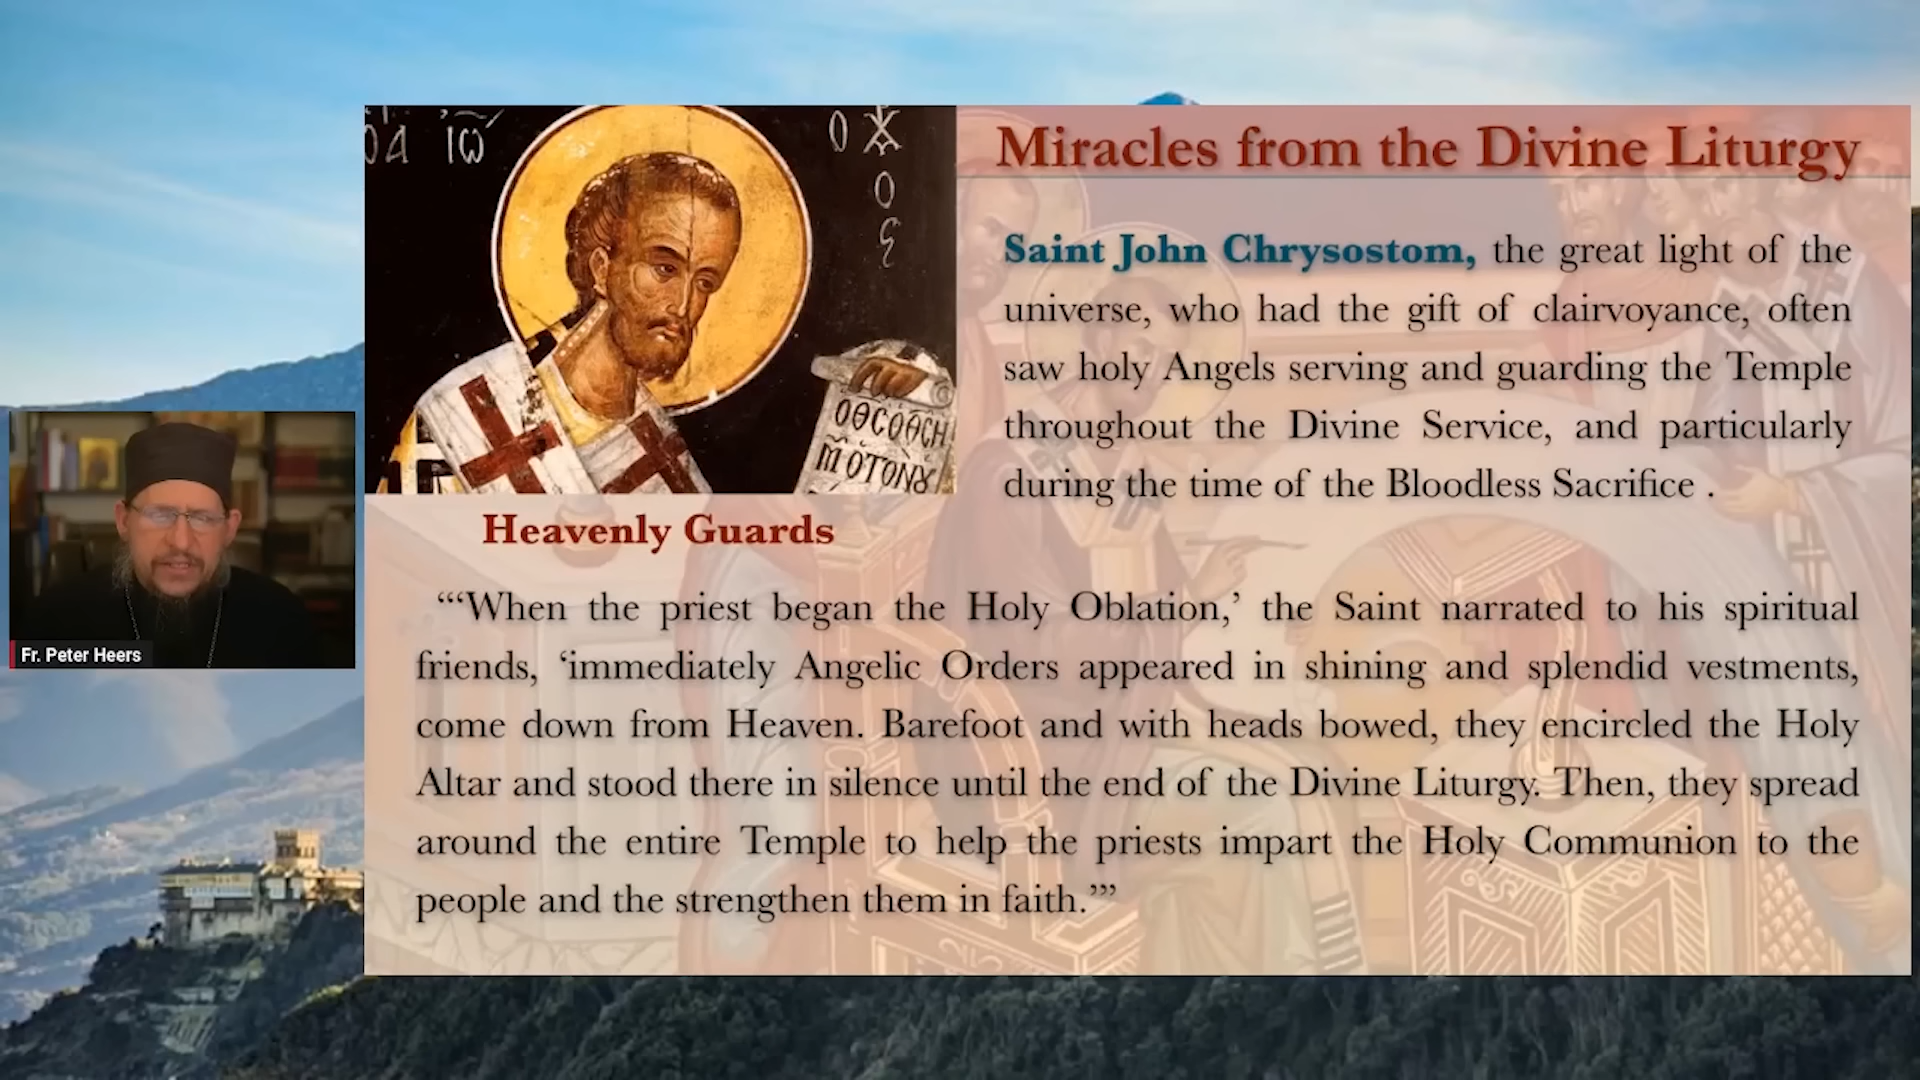 ΟΑ ἸΩ
Ο Χ
Ο
Σ
ΟΘCΟΘCΗ
Μ̃ΟΤΟΝȢ
Miracles from the Divine Liturgy
Saint John Chrysostom, the great light of the
universe, who had the gift of clairvoyance, often
saw holy Angels serving and guarding the Temple
throughout the Divine Service, and particularly
during the time of the Bloodless Sacrifice .
Heavenly Guards
“‘When the priest began the Holy Oblation,’ the Saint narrated to his spiritual
friends, ‘immediately Angelic Orders appeared in shining and splendid vestments,
come down from Heaven. Barefoot and with heads bowed, they encircled the Holy
Altar and stood there in silence until the end of the Divine Liturgy. Then, they spread
around the entire Temple to help the priests impart the Holy Communion to the
people and the strengthen them in faith.’”
Fr. Peter Heers